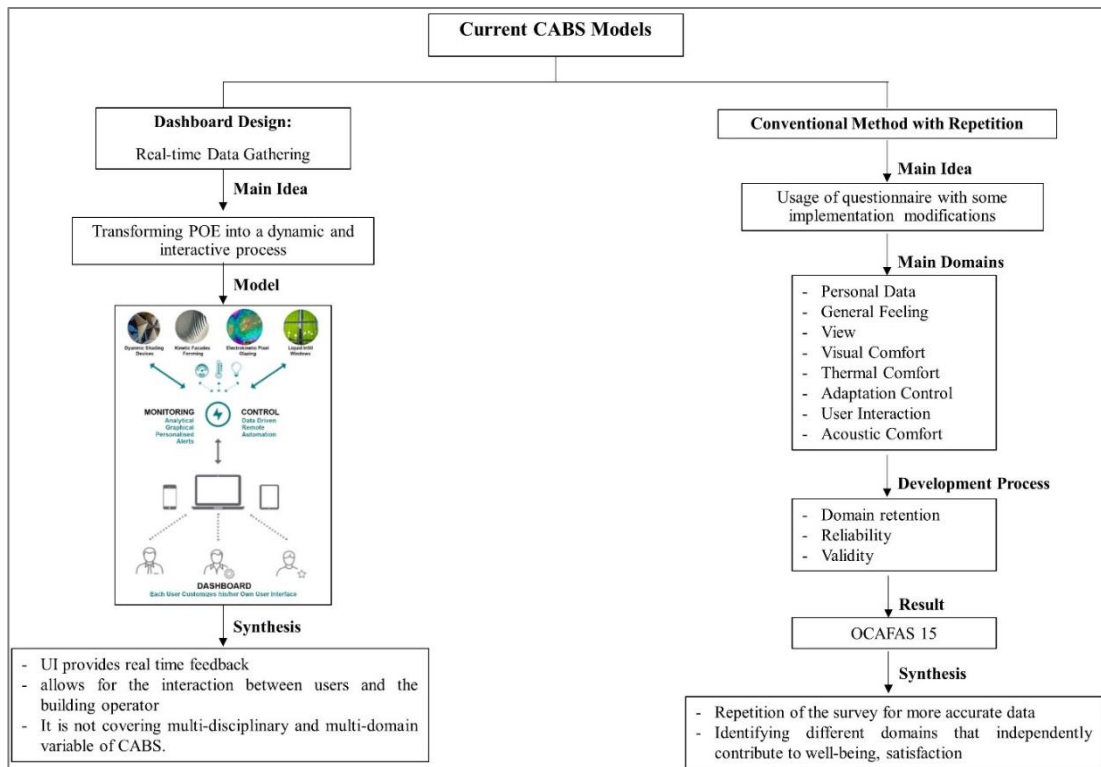 Current CABS Models
Dashboard Design:
Real-time Data Gathering
Main Idea
Transforming POE into a dynamic and
interactive process
Model
Dynamic Shading
Devices
Kinetic Facades
Forming
Electrokinetic Pixel
Glazing
Liquid Infill
Windows
MONITORING
Analytical
Graphical
Personalised
Alerts
CONTROL
Data Driven
Remote
Automation
DASHBOARD
Each User Customizes his/her Own User Interface
Synthesis
- UI provides real time feedback
- allows for the interaction between users and the
building operator
- It is not covering multi-disciplinary and multi-domain
variable of CABS.
Conventional Method with Repetition
Main Idea
Usage of questionnaire with some
implementation modifications
Main Domains
- Personal Data
- General Feeling
- View
- Visual Comfort
- Thermal Comfort
- Adaptation Control
- User Interaction
- Acoustic Comfort
Development Process
- Domain retention
- Reliability
- Validity
Result
OCAFAS 15
Synthesis
- Repetition of the survey for more accurate data
- Identifying different domains that independently
contribute to well-being, satisfaction